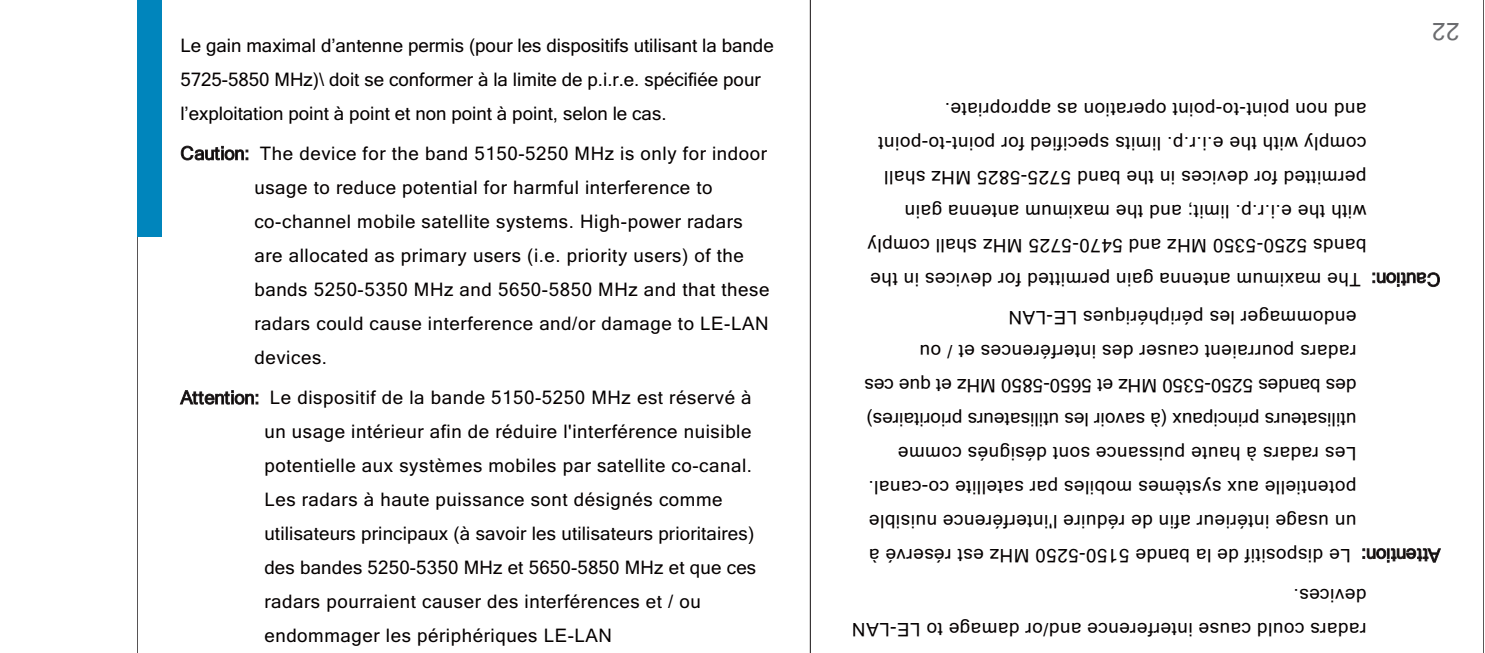 Le gain maximal d'antenne permis (pour les dispositifs utilisant la bande
5725-5850 MHz)\ doit se conformer à la limite de p.i.r.e. spécifiée pour
l'exploitation point à point et non point à point, selon le cas.
Caution: The device for the band 5150-5250 MHz is only for indoor
usage to reduce potential for harmful interference to
co-channel mobile satellite systems. High-power radars
are allocated as primary users (i.e. priority users) of the
bands 5250-5350 MHz and 5650-5850 MHz and that these
radars could cause interference and/or damage to LE-LAN
devices.
Attention: Le dispositif de la bande 5150-5250 MHz est réservé à
un usage intérieur afin de réduire l'interférence nuisible
potentielle aux systèmes mobiles par satellite co-canal.
Les radars à haute puissance sont désignés comme
utilisateurs principaux (à savoir les utilisateurs prioritaires)
des bandes 5250-5350 MHz et 5650-5850 MHz et que ces
radars pourraient causer des interférences et / ou
endommager les périphériques LE-LAN
radars could cause interference and/or damage to LE-LAN
devices.
Attention: Le dispositif de la bande 5150-5250 MHz est réservé à
un usage intérieur afin de réduire l'interférence nuisible
potentielle aux systèmes mobiles par satellite co-canal.
Les radars à haute puissance sont désignés comme
utilisateurs principaux (à savoir les utilisateurs prioritaires)
des bandes 5250-5350 MHz et 5650-5850 MHz et que ces
radars pourraient causer des interférences et / ou
endommager les périphériques LE-LAN
Caution: The maximum antenna gain permitted for devices in the
bands 5250-5350 MHz and 5470-5725 MHz shall comply
with the e.i.r.p. limit; and the maximum antenna gain
permitted for devices in the band 5725-5825 MHz shall
comply with the e.i.r.p. limits specified for point-to-point
and non point-to-point operation as appropriate.
22